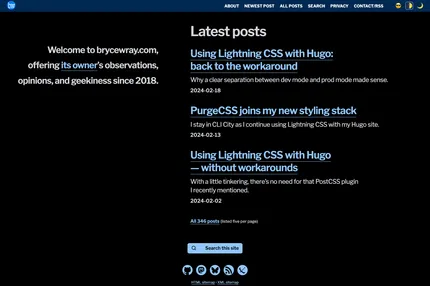 bw
ABOUT NEWEST POST ALL POSTS SEARCH PRIVACY CONTACT/RSS
Welcome to brycewray.com,
offering its owner's observations,
opinions, and geekiness since 2018.
Latest posts
Using Lightning CSS with Hugo:
back to the workaround
Why a clear separation between dev mode and prod mode made sense.
2024-02-18
PurgeCSS joins my new styling stack
I stay in CLI City as I continue using Lightning CSS with my Hugo site.
2024-02-13
Using Lightning CSS with Hugo
— without workarounds
With a little tinkering, there's no need for that PostCSS plugin
I recently mentioned.
2024-02-02
All 346 posts (listed five per page)
Search this site
HTML sitemap • XML sitemap